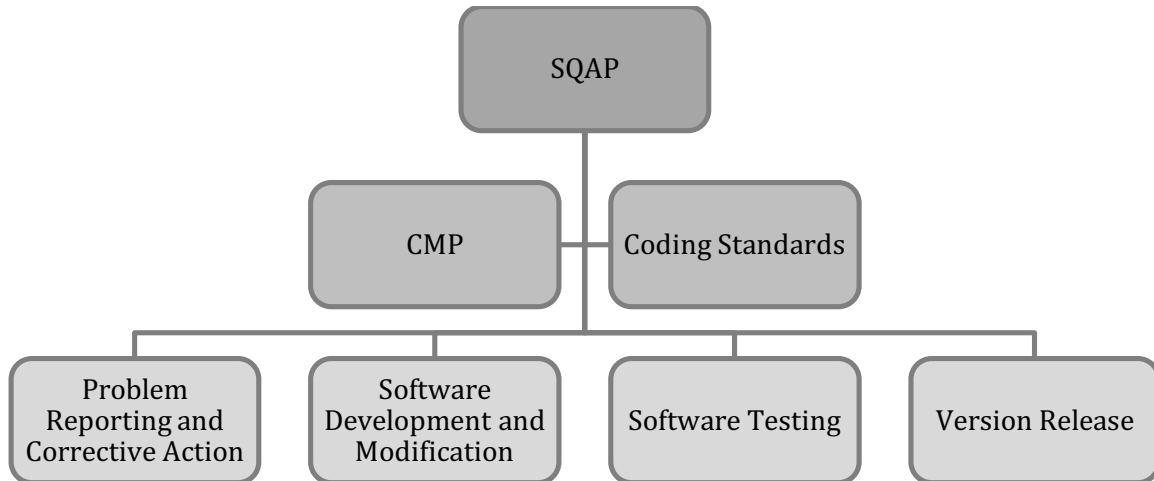 SQAP
CMP
Coding Standards
Problem
Reporting and
Corrective Action
Software
Development and
Modification
Software Testing
Version Release